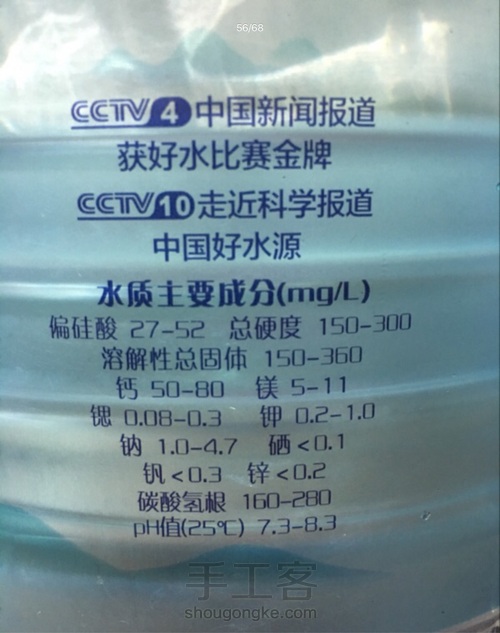 56/68
CCTV 4 中国新闻报道
获好水比赛金牌
CCTV 10 走近科学报道
中国好水源
水质主要成分(mg/L)
偏硅酸 27-52 总硬度 150-300
溶解性总固体 150-360
钙 50-80 镁 5-11
锶 0.08-0.3 钾 0.2-1.0
钠 1.0-4.7 硒<0.1
钒<0.3 锌<0.2
碳酸氢根 160-280
pH值(25℃) 7.3-8.3
手工客
shougongke.com